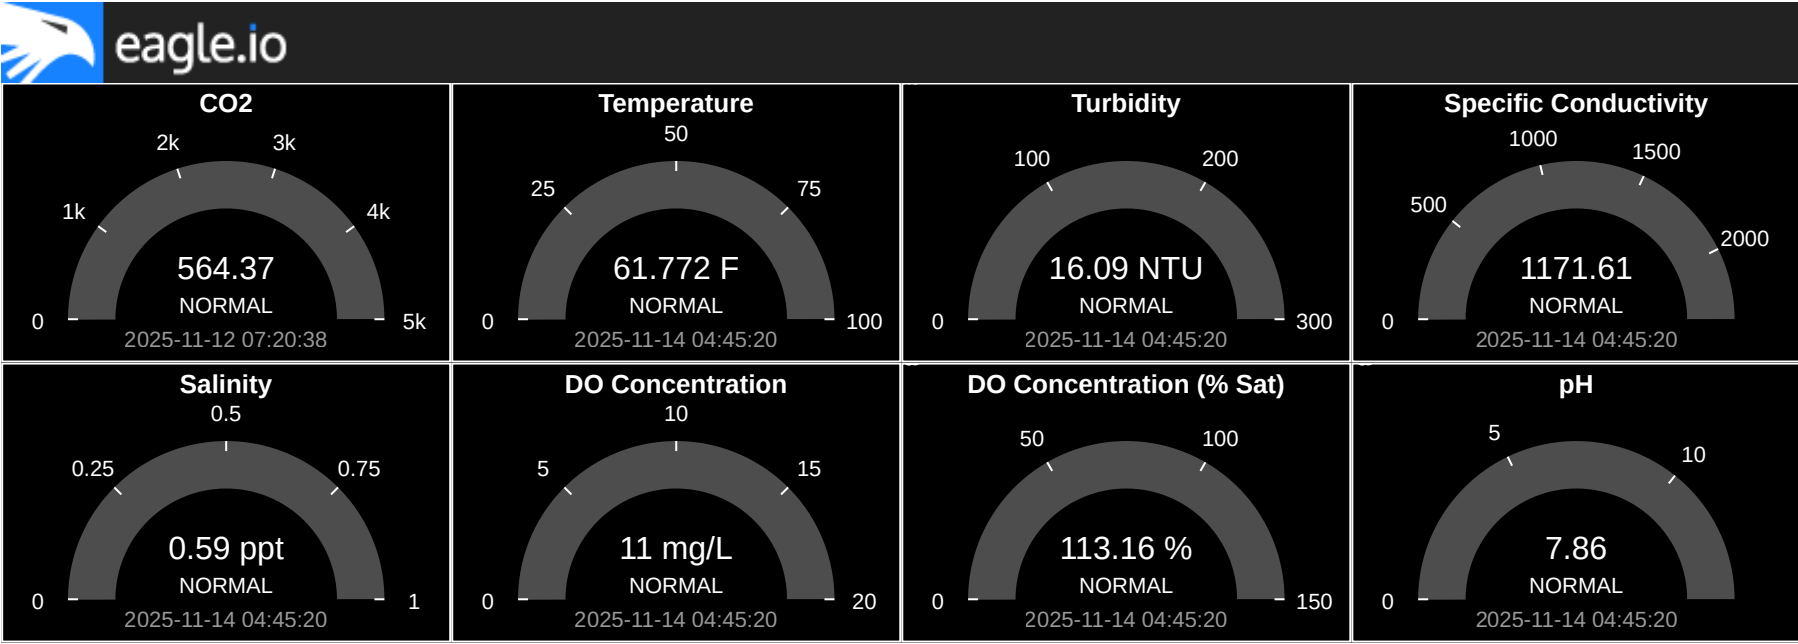 eagle.io
CO2
2k
3k
1k
4k
564.37
NORMAL
0
5k
2025-11-12 07:20:38
Temperature
50
25
75
61.772 F
NORMAL
0
100
2025-11-14 04:45:20
Turbidity
100
200
16.09 NTU
NORMAL
0
300
2025-11-14 04:45:20
Specific Conductivity
1000
1500
500
2000
1171.61
NORMAL
0
2025-11-14 04:45:20
Salinity
0.5
0.25
0.75
0.59 ppt
NORMAL
0
1
2025-11-14 04:45:20
DO Concentration
10
5
15
11 mg/L
NORMAL
0
20
2025-11-14 04:45:20
DO Concentration (% Sat)
50
100
113.16 %
NORMAL
0
150
2025-11-14 04:45:20
pH
5
10
7.86
NORMAL
0
2025-11-14 04:45:20